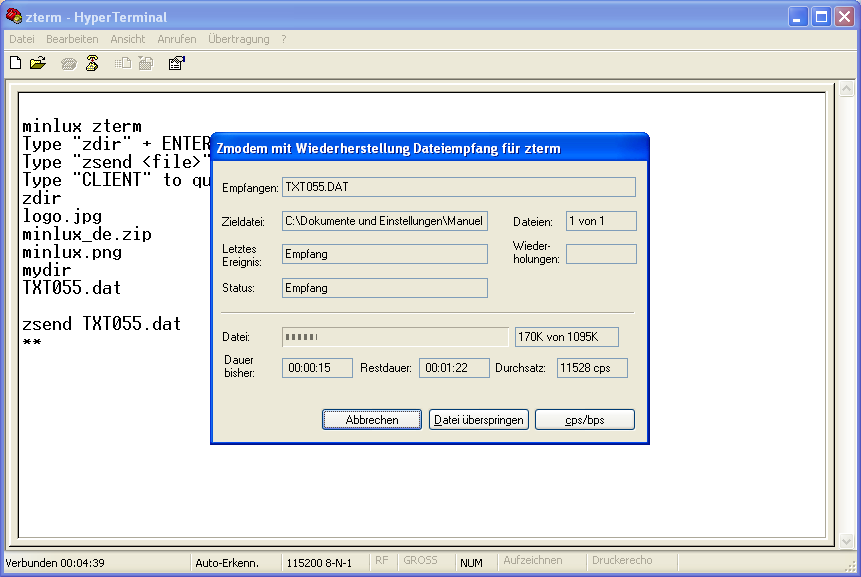 zterm - HyperTerminal
Datei Bearbeiten Ansicht Anrufen Übertragung ?
minlux zterm
Type "zdir" + ENTER
Type "zsend <file>"
Type "CLIENT" to qu
zdir
logo.jpg
minlux_de.zip
minlux.png
mydir
TXT055.dat
zsend TXT055.dat
**
Zmodem mit Wiederherstellung Dateiempfang für zterm
Empfangen: TXT055.DAT
Zieldatei: C:\Dokumente und Einstellungen\Manuel Dateien: 1 von 1
Letztes Ereignis: Empfang Wieder-holungen:
Status: Empfang
Datei: 170K von 1095K
Dauer bisher: 00:00:15 Restdauer: 00:01:22 Durchsatz: 11528 cps
Abbrechen Datei überspringen cps/bps
Verbunden 00:04:39 Auto-Erkenn. 115200 8-N-1 RF GROSS NUM Aufzeichnen Druckerecho